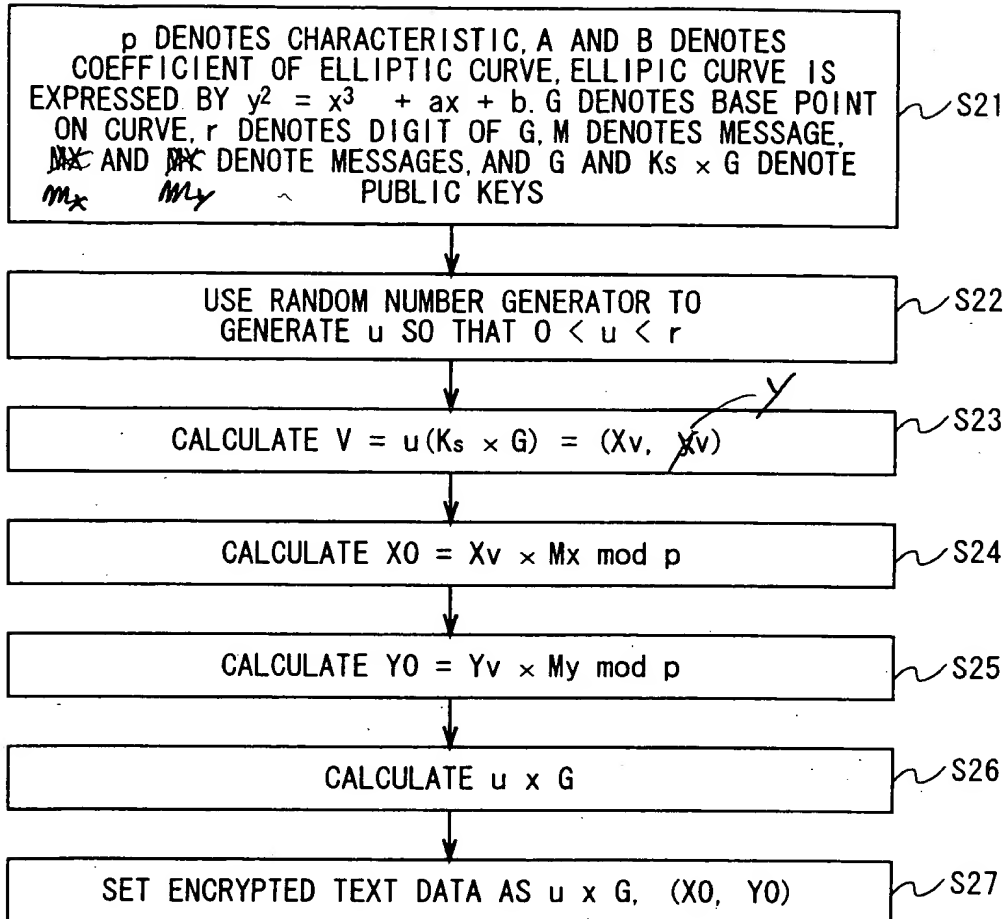 p DENOTES CHARACTERISTIC, A AND B DENOTES
COEFFICIENT OF ELLIPTIC CURVE, ELLIPIC CURVE IS
EXPRESSED BY y² = x³ + ax + b. G DENOTES BASE POINT
ON CURVE, r DENOTES DIGIT OF G, M DENOTES MESSAGE,
AND DENOTE MESSAGES, AND G AND Ks × G DENOTE
mx my PUBLIC KEYS
S21
USE RANDOM NUMBER GENERATOR TO
GENERATE u SO THAT 0 < u < r
S22
y
CALCULATE V = u(Ks × G) = (Xv, Xv)
S23
CALCULATE X0 = Xv × Mx mod p
S24
CALCULATE Y0 = Yv × My mod p
S25
CALCULATE u x G
S26
SET ENCRYPTED TEXT DATA AS u x G, (X0, Y0)
S27